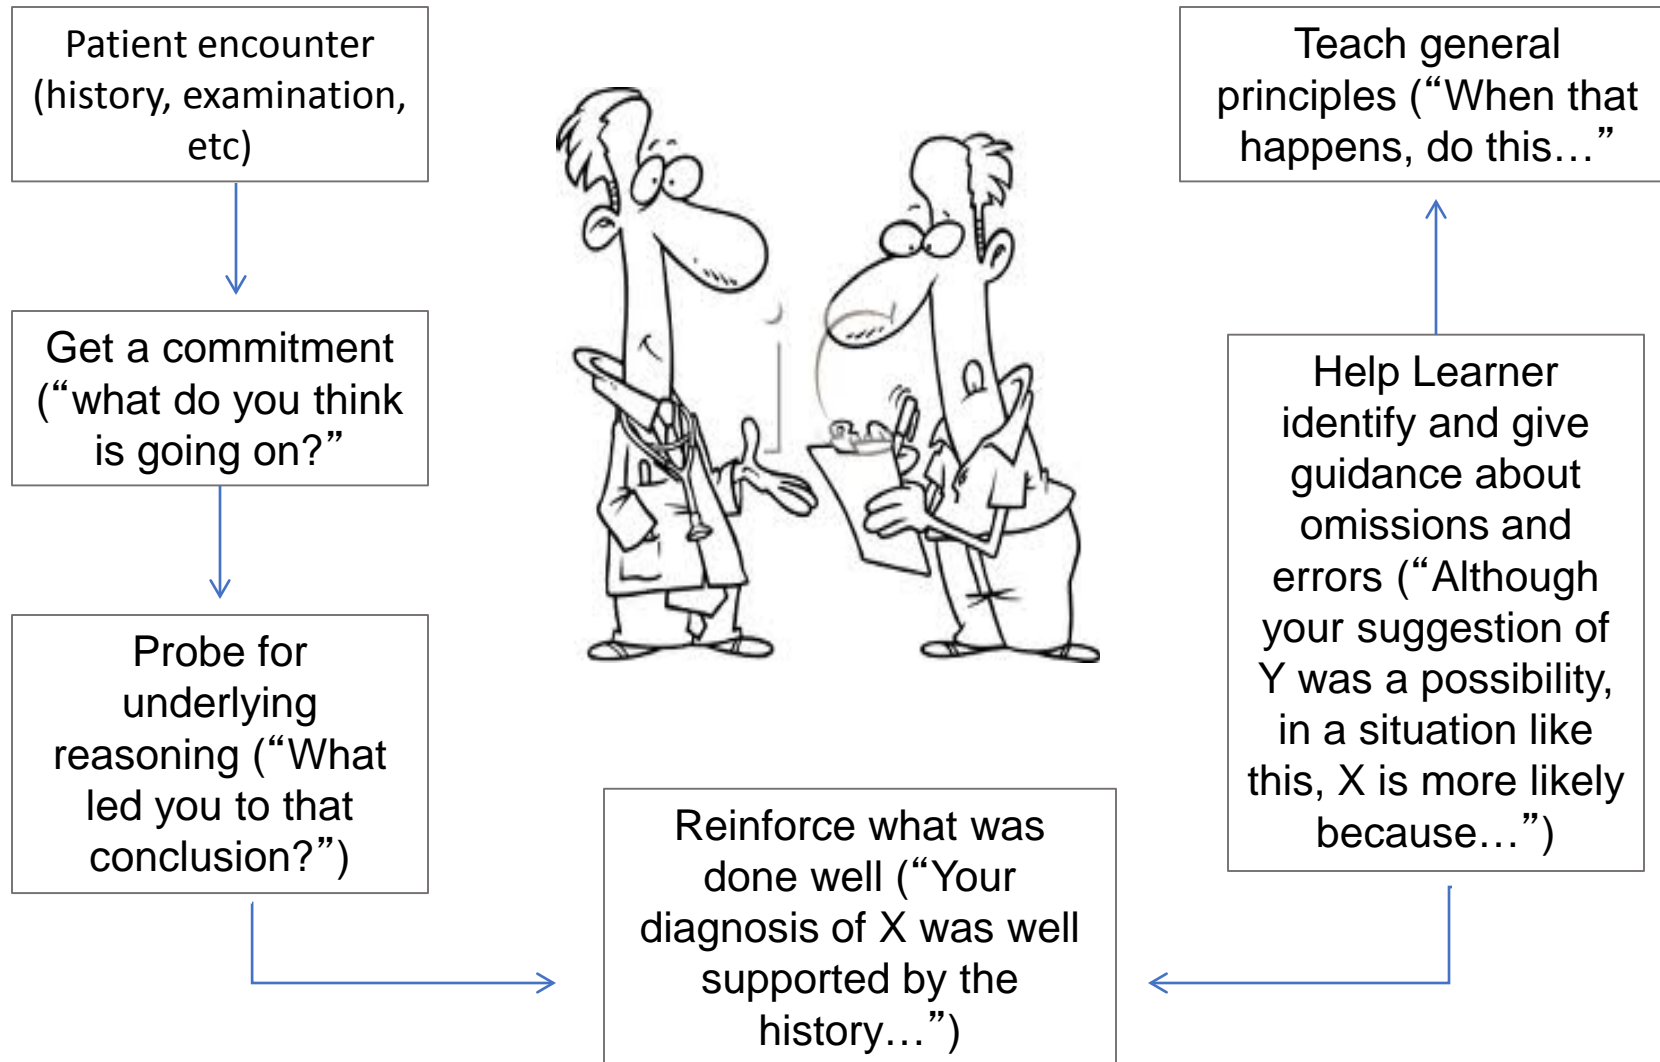 Patient encounter
(history, examination,
etc)
Get a commitment
(“what do you think
is going on?”
Probe for
underlying
reasoning (“What
led you to that
conclusion?”)
Reinforce what was
done well (“Your
diagnosis of X was well
supported by the
history…”)
Help Learner
identify and give
guidance about
omissions and
errors (“Although
your suggestion of
Y was a possibility,
in a situation like
this, X is more likely
because…”)
Teach general
principles (“When that
happens, do this…”